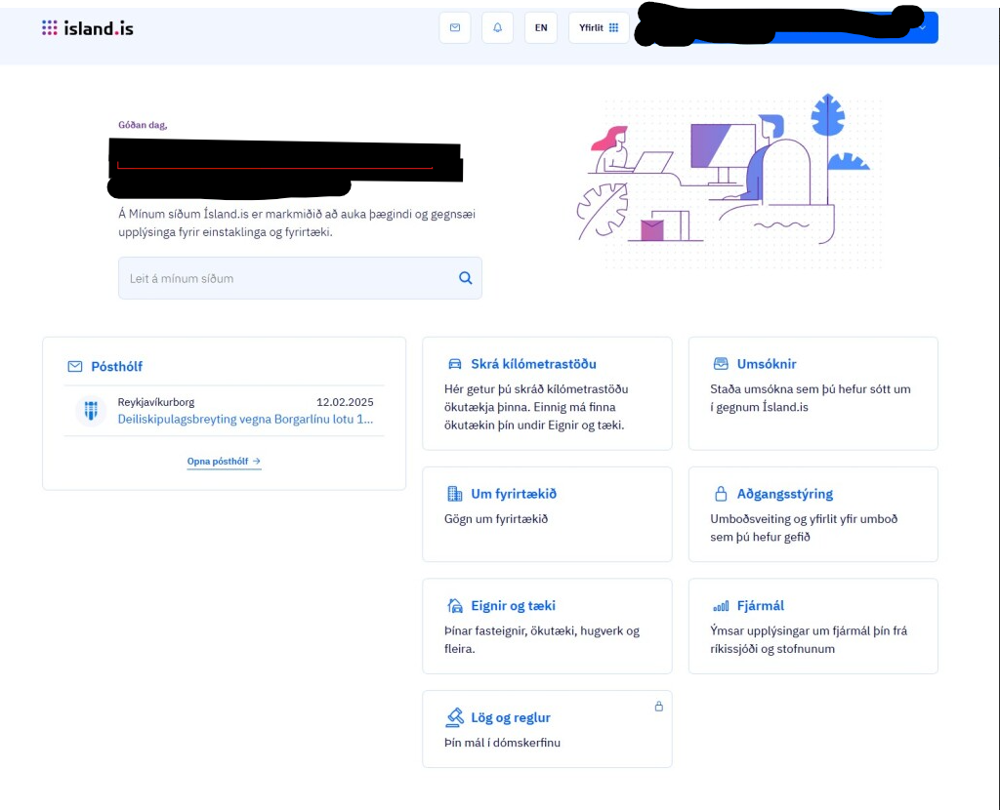 island.is
EN
Yfirlit
Góðan dag,
Á Mínum síðum Ísland.is er markmiðið að auka þægindi og gegnsæi
upplýsinga fyrir einstaklinga og fyrirtæki.
Leit á mínum síðum
Pósthólf
Reykjavíkurborg 12.02.2025
Deiliskipulagsbreyting vegna Borgarlínu lotu 1...
Opna pósthólf
Skrá kílómetrastöðu
Hér getur þú skráð kílómetrastöðu
ökutækja þinna. Einnig má finna
ökutækin þín undir Eignir og tæki.
Umsóknir
Staða umsókna sem þú hefur sótt um
í gegnum Ísland.is
Um fyrirtækið
Gögn um fyrirtækið
Aðgangsstýring
Umboðsveiting og yfirlit yfir umboð
sem þú hefur gefið
Eignir og tæki
Þínar fasteignir, ökutæki, hugverk og
fleira.
Fjármál
Ýmsar upplýsingar um fjármál þín frá
ríkissjóði og stofnunum
Lög og reglur
Þín mál í dómskerfinu